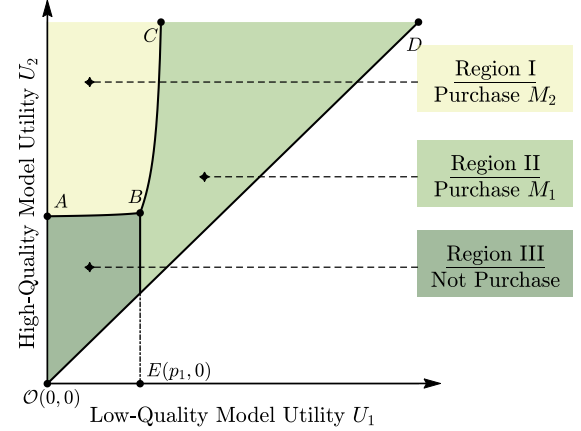 High-Quality Model Utility U₂
C
D
Region I
Purchase M₂
Region II
Purchase M₁
A
B
Region III
Not Purchase
E(p₁, 0)
𝒪(0, 0)
Low-Quality Model Utility U₁